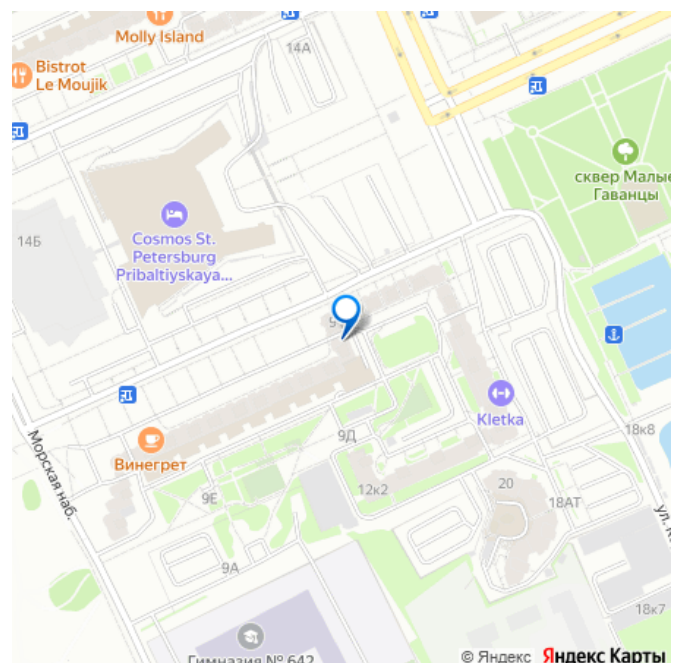 Molly Island
14А
Bistrot
Le Moujik
сквер Малые
Гаванцы
14Б
Cosmos St.
Petersburg
Pribaltiyskaya...
Kletka
Винегрет
Морская наб.
9Д
18к8
9Е
12к2
20
18АТ
ул. К
9А
18к7
Гимназия № 642
© Яндекс Яндекс Карты